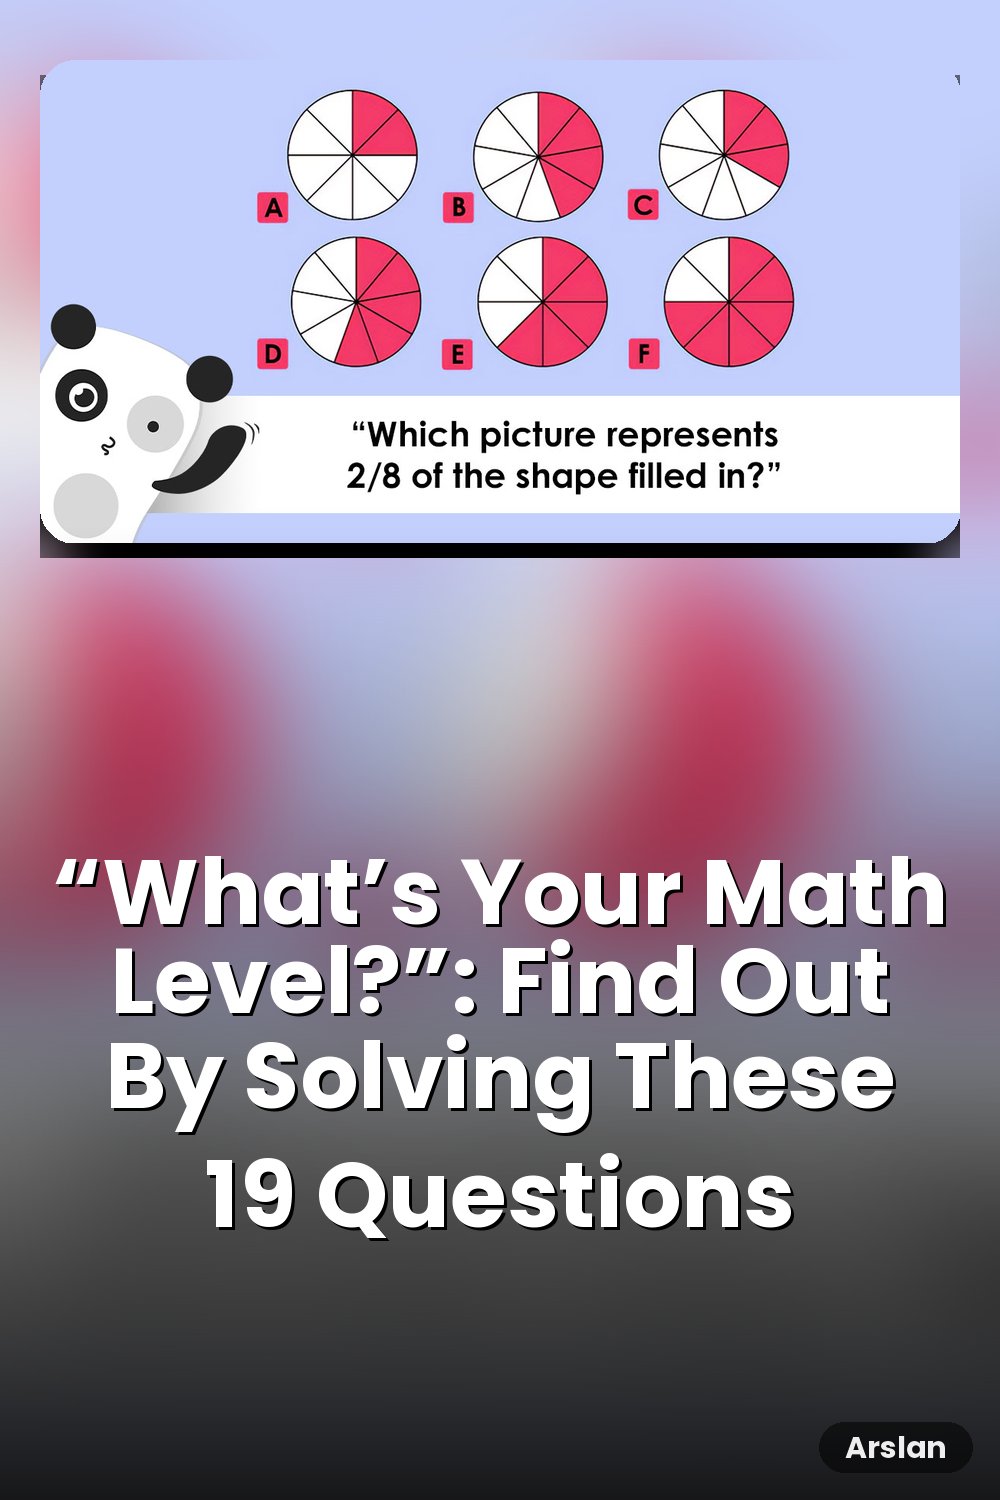 A
B
C
D
E
F
“Which picture represents
2/8 of the shape filled in?”
“What’s Your Math
Level?”: Find Out
By Solving These
19 Questions
Arslan